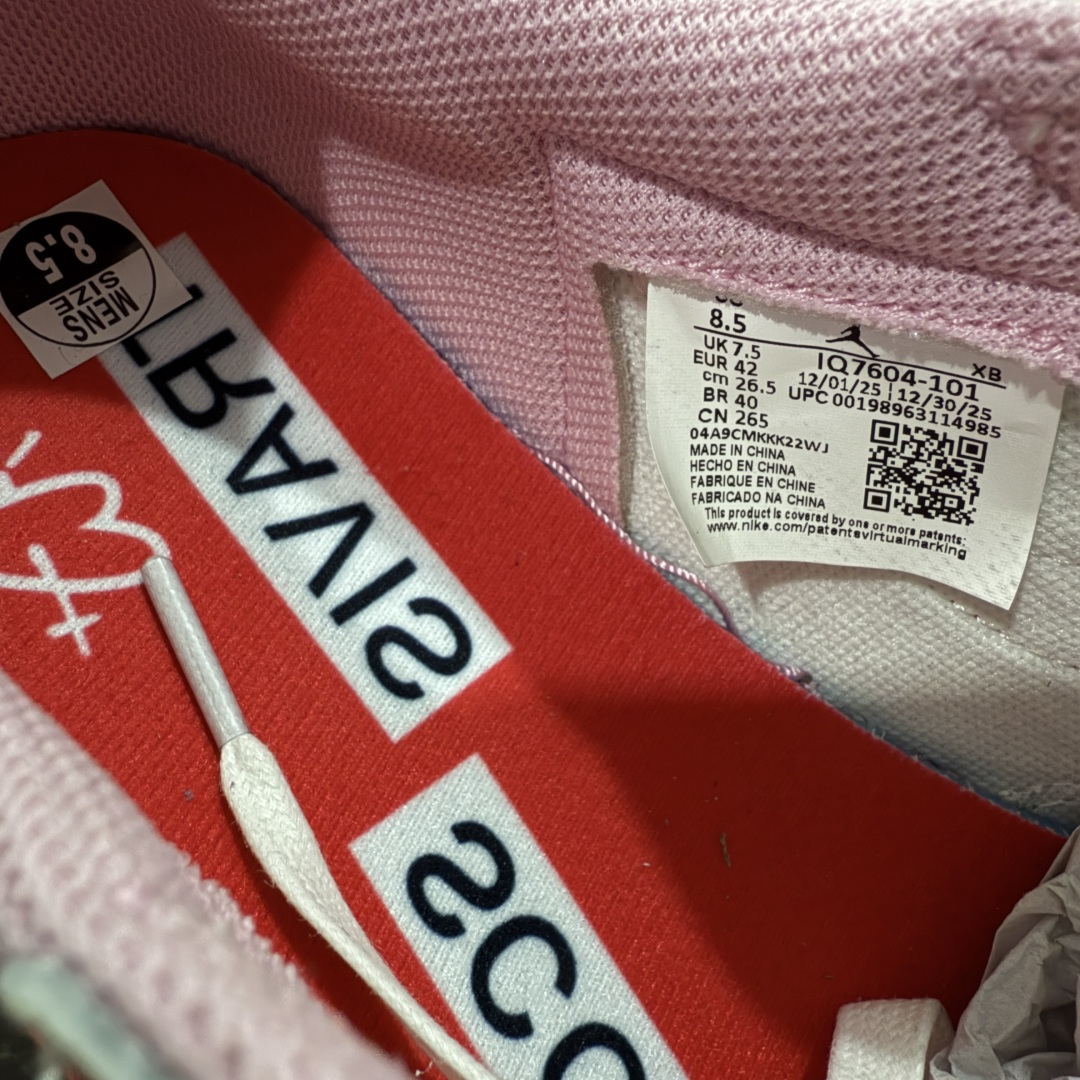 8.5
MENS
SIZE
TRAVIS
SCO
8.5
UK 7.5
EUR 42
cm 26.5
BR 40
CN 265
IQ7604-101
XB
12/01/25 | 12/30/25
UPC 00198963114985
04A9CMKKK22WJ
MADE IN CHINA
HECHO EN CHINA
FABRIQUE EN CHINE
FABRICADO NA CHINA
This product is covered by one or more patents:
www.nike.com/patentsvirtualmarking